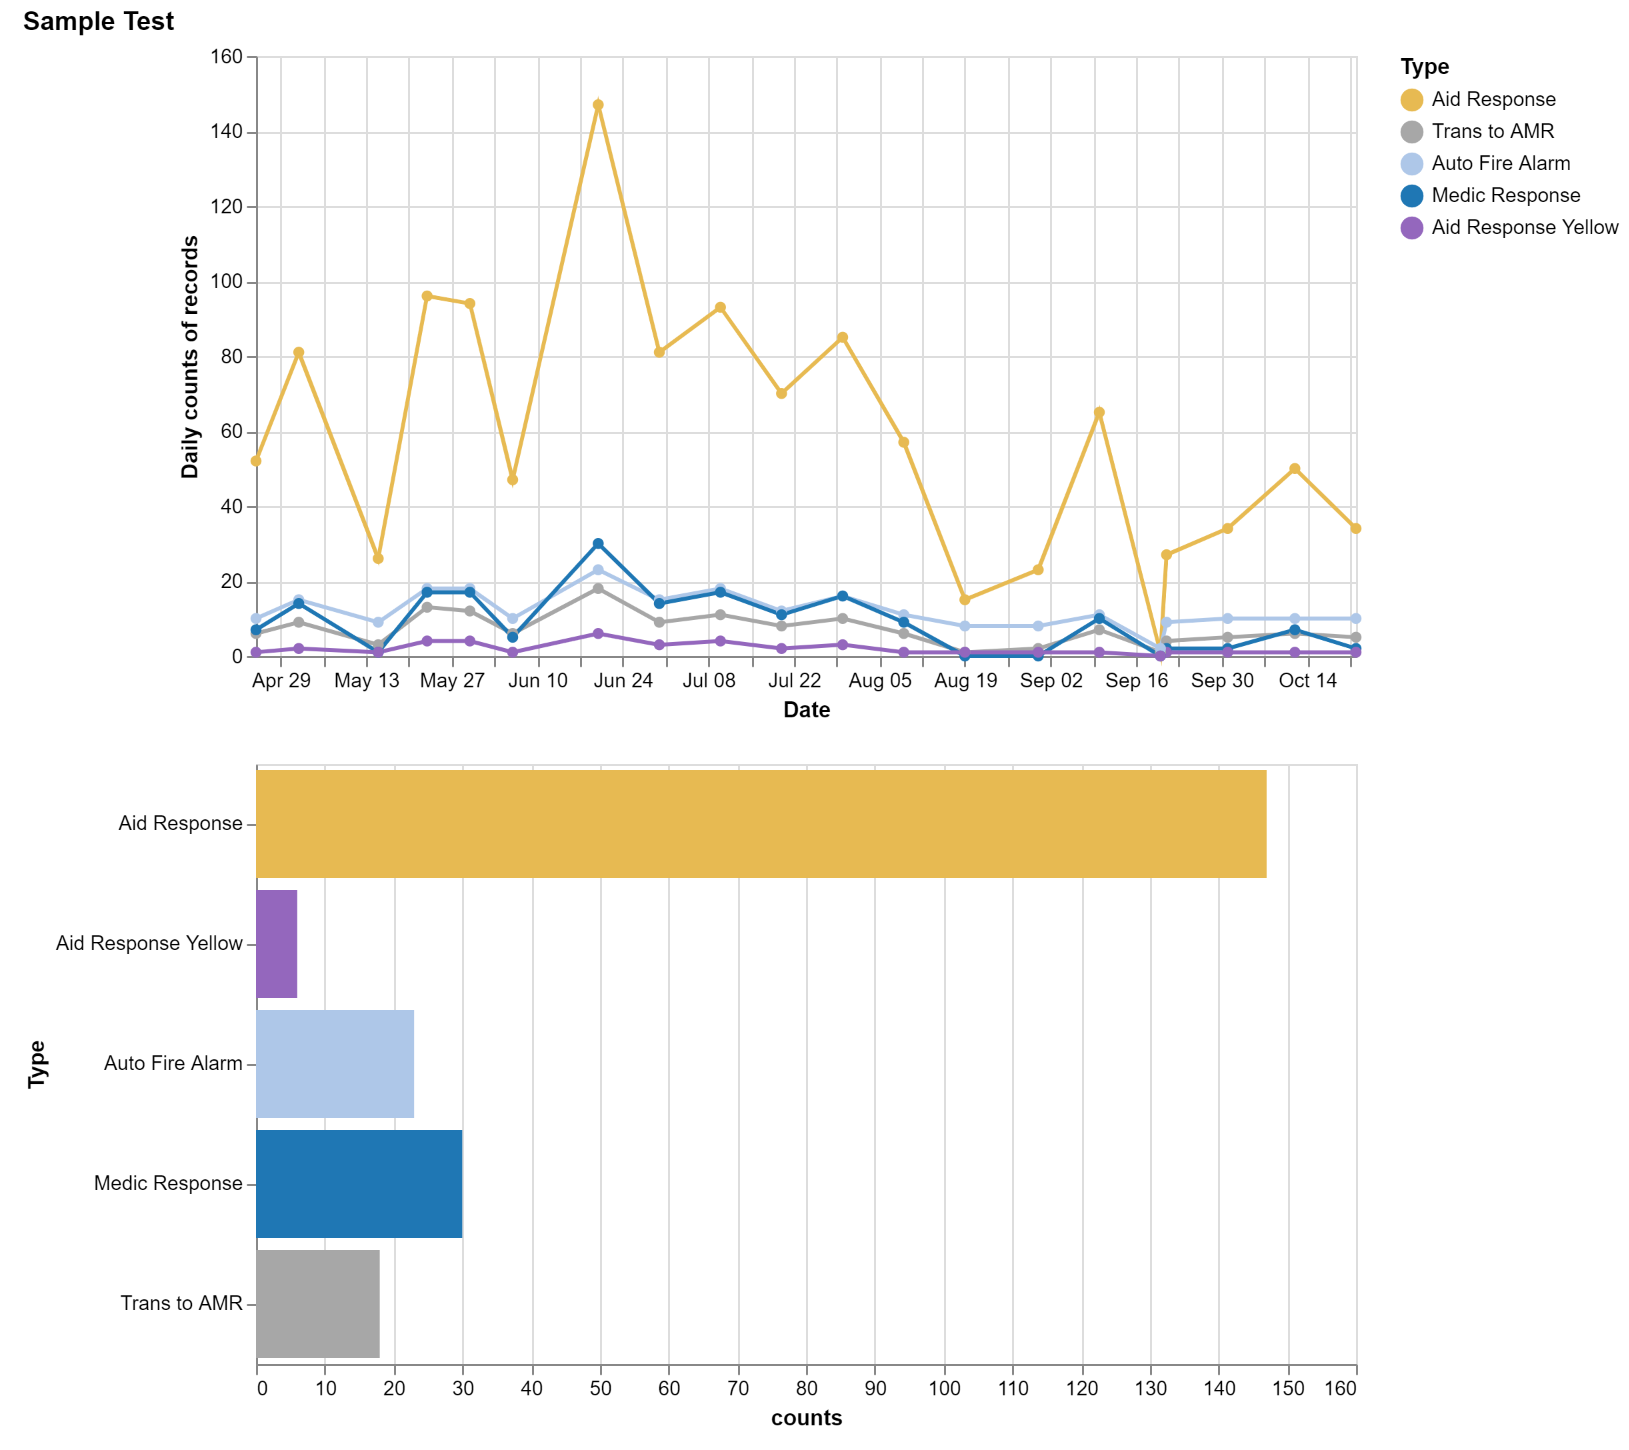 Sample Test
160
140
120
100
80
60
40
20
0
Daily counts of records
Apr 29 May 13 May 27 Jun 10 Jun 24 Jul 08 Jul 22 Aug 05 Aug 19 Sep 02 Sep 16 Sep 30 Oct 14
Date
Type
Aid Response
Trans to AMR
Auto Fire Alarm
Medic Response
Aid Response Yellow
Type
Aid Response
Aid Response Yellow
Auto Fire Alarm
Medic Response
Trans to AMR
0 10 20 30 40 50 60 70 80 90 100 110 120 130 140 150 160
counts